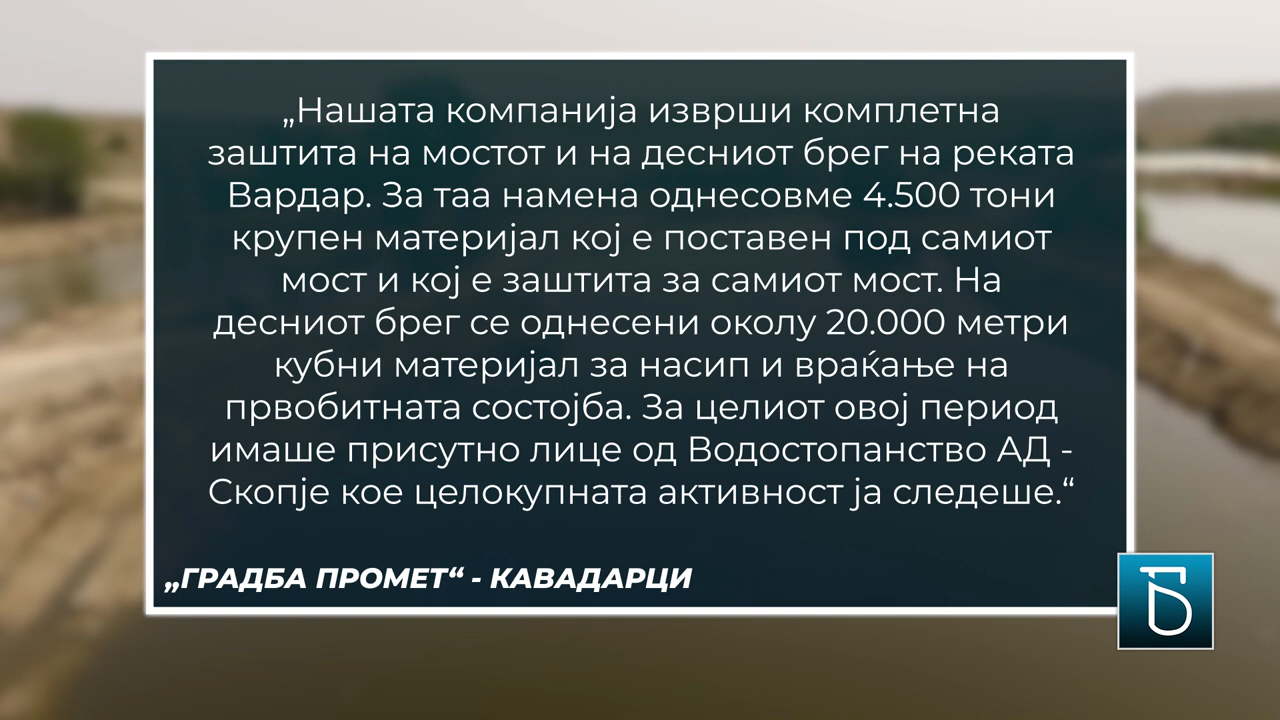 „Нашата компанија изврши комплетна
заштита на мостот и на десниот брег на реката
Вардар. За таа намена однесовме 4.500 тони
крупен материјал кој е поставен под самиот
мост и кој е заштита за самиот мост. На
десниот брег се однесени околу 20.000 метри
кубни материјал за насип и враќање на
првобитната состојба. За целиот овој период
имаше присутно лице од Водостопанство АД -
Скопје кое целокупната активност ја следеше.“
„ГРАДБА ПРОМЕТ“ - КАВАДАРЦИ